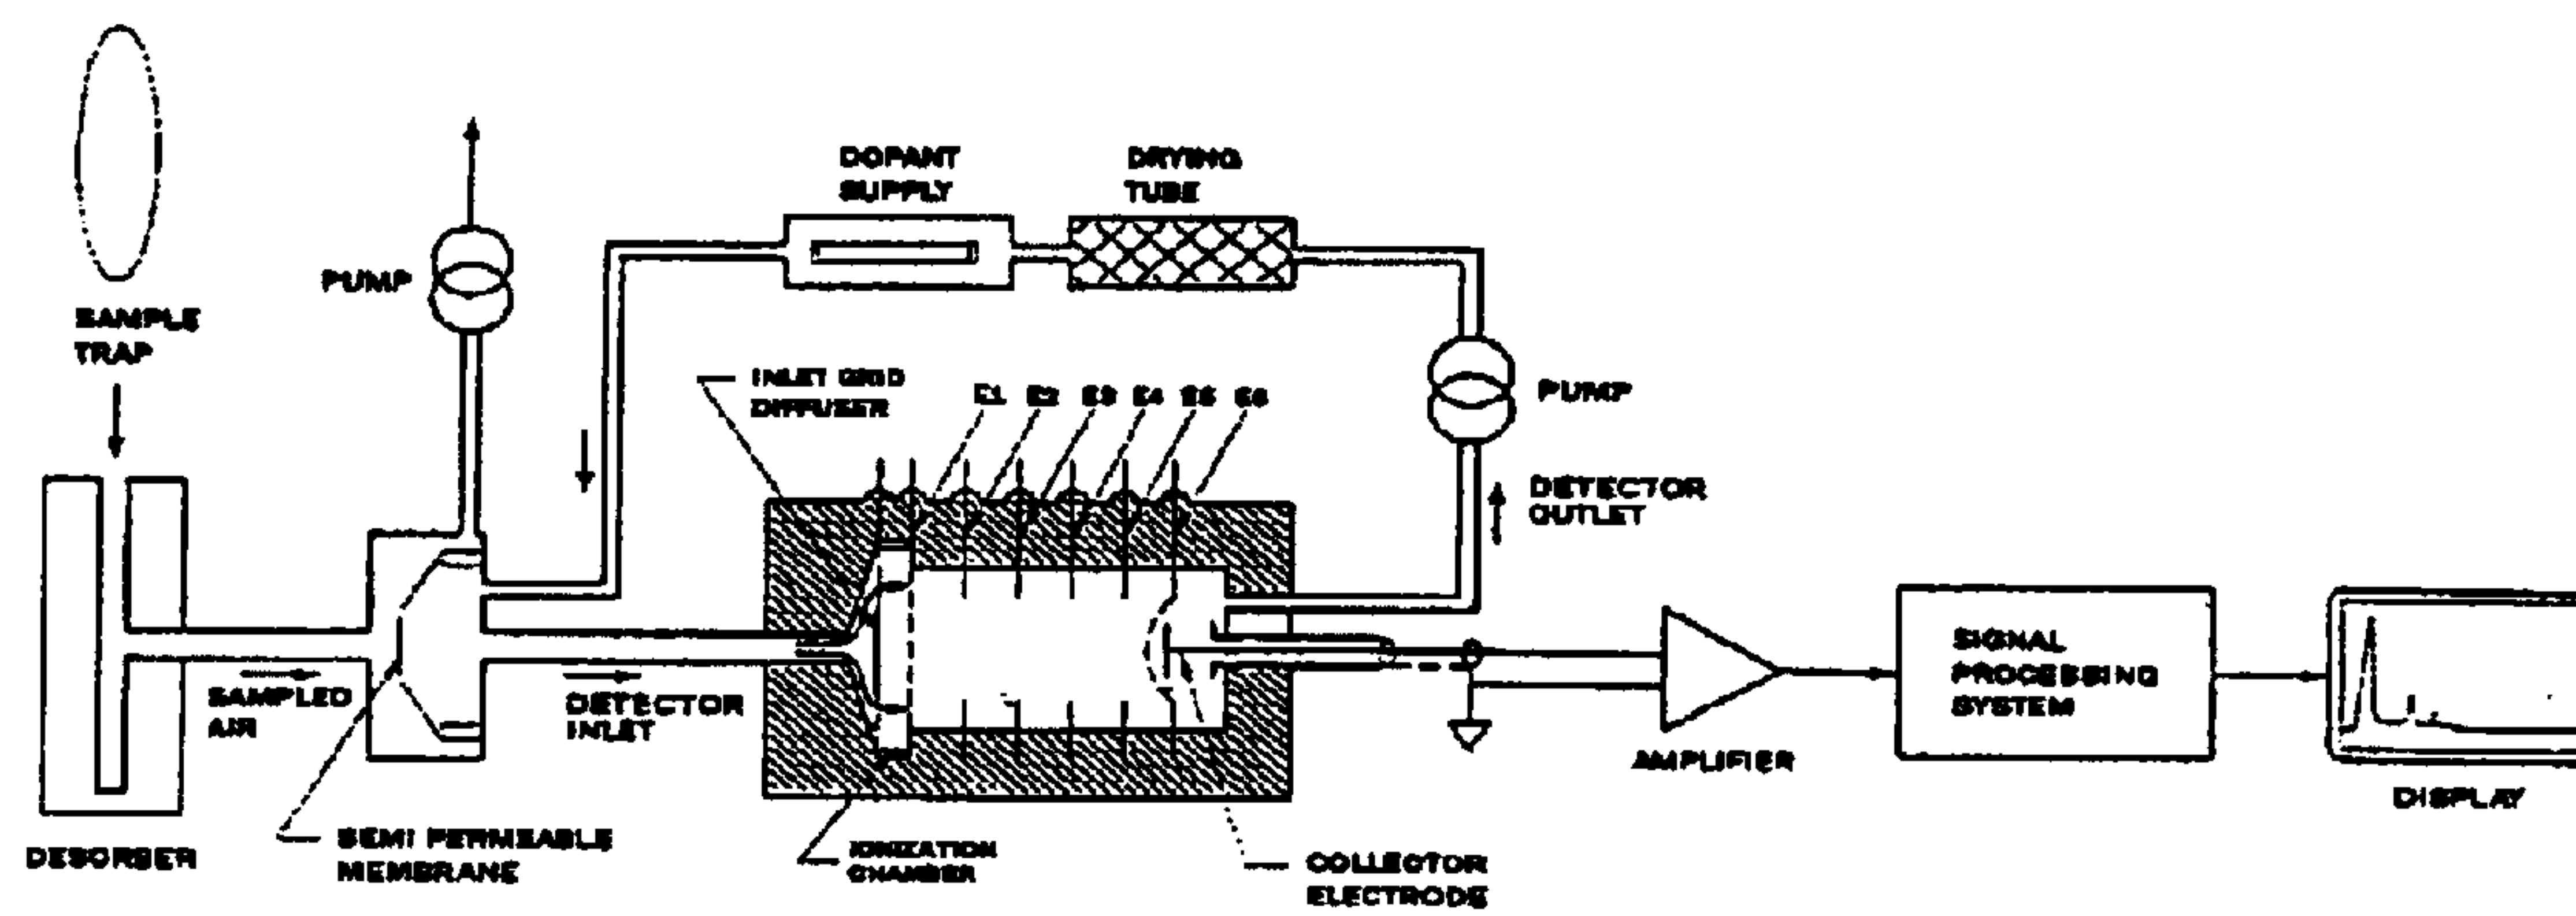 DOPANT
SUPPLY
DRYING
TUBE
PUMP
SAMPLE
TRAP
INLET GRID
DIFFUSER
E1 E2 E3 E4 E5 E6
PUMP
DETECTOR
OUTLET
SAMPLED
AIR
DETECTOR
INLET
SIGNAL
PROCESSING
SYSTEM
AMPLIFIER
DISPLAY
DESORBER
SEMI PERMEABLE
MEMBRANE
IONIZATION
CHAMBER
COLLECTOR
ELECTRODE